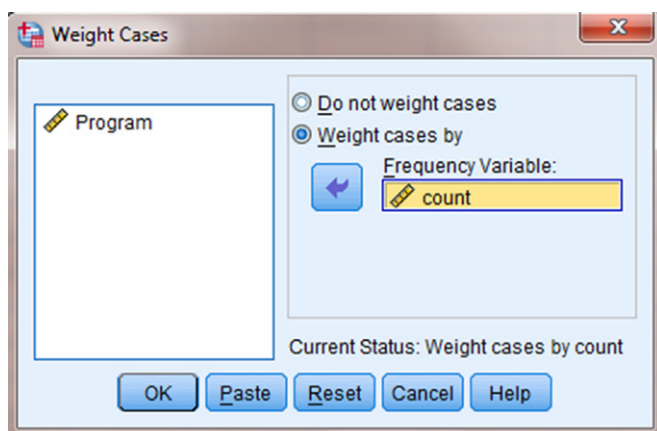 Weight Cases
Program
Do not weight cases
Weight cases by
Frequency Variable:
count
Current Status: Weight cases by count
OK Paste Reset Cancel Help